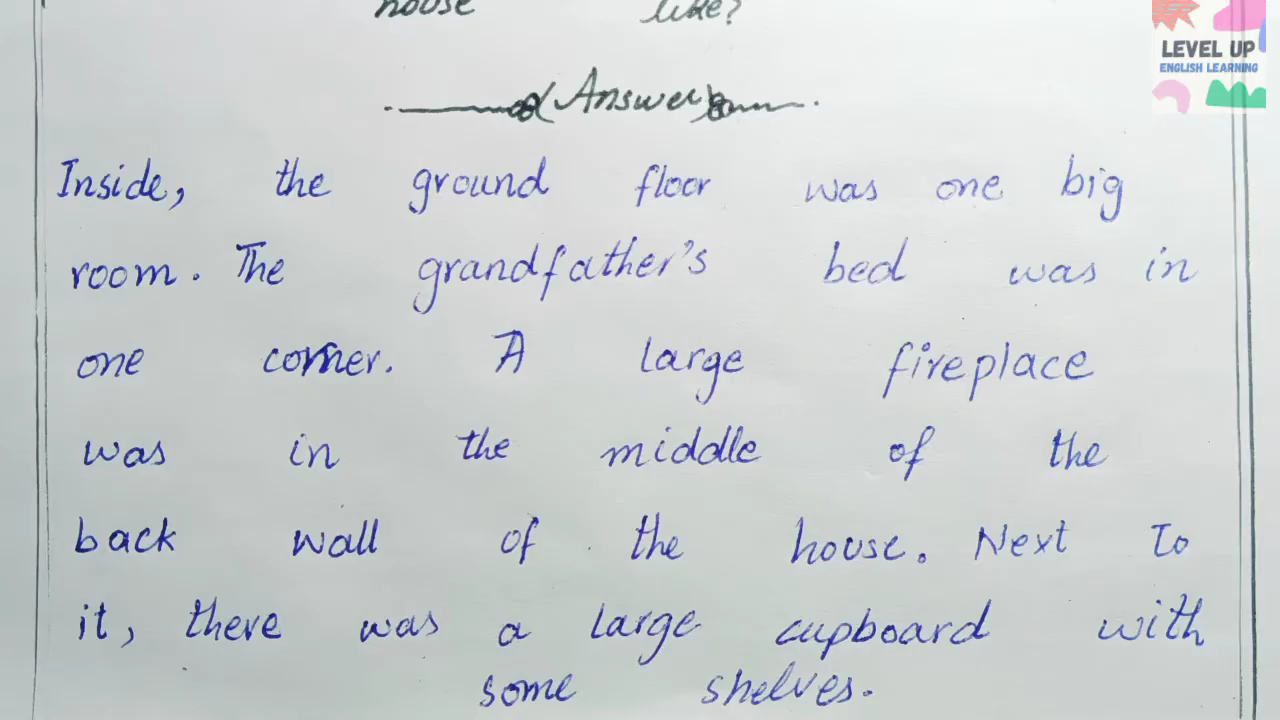 house like?
LEVEL UP
ENGLISH LEARNING
Answer
Inside, the ground floor was one big
room. The grandfather's bed was in
one corner. A large fireplace
was in the middle of the
back wall of the house. Next To
it, there was a large cupboard with
some shelves.